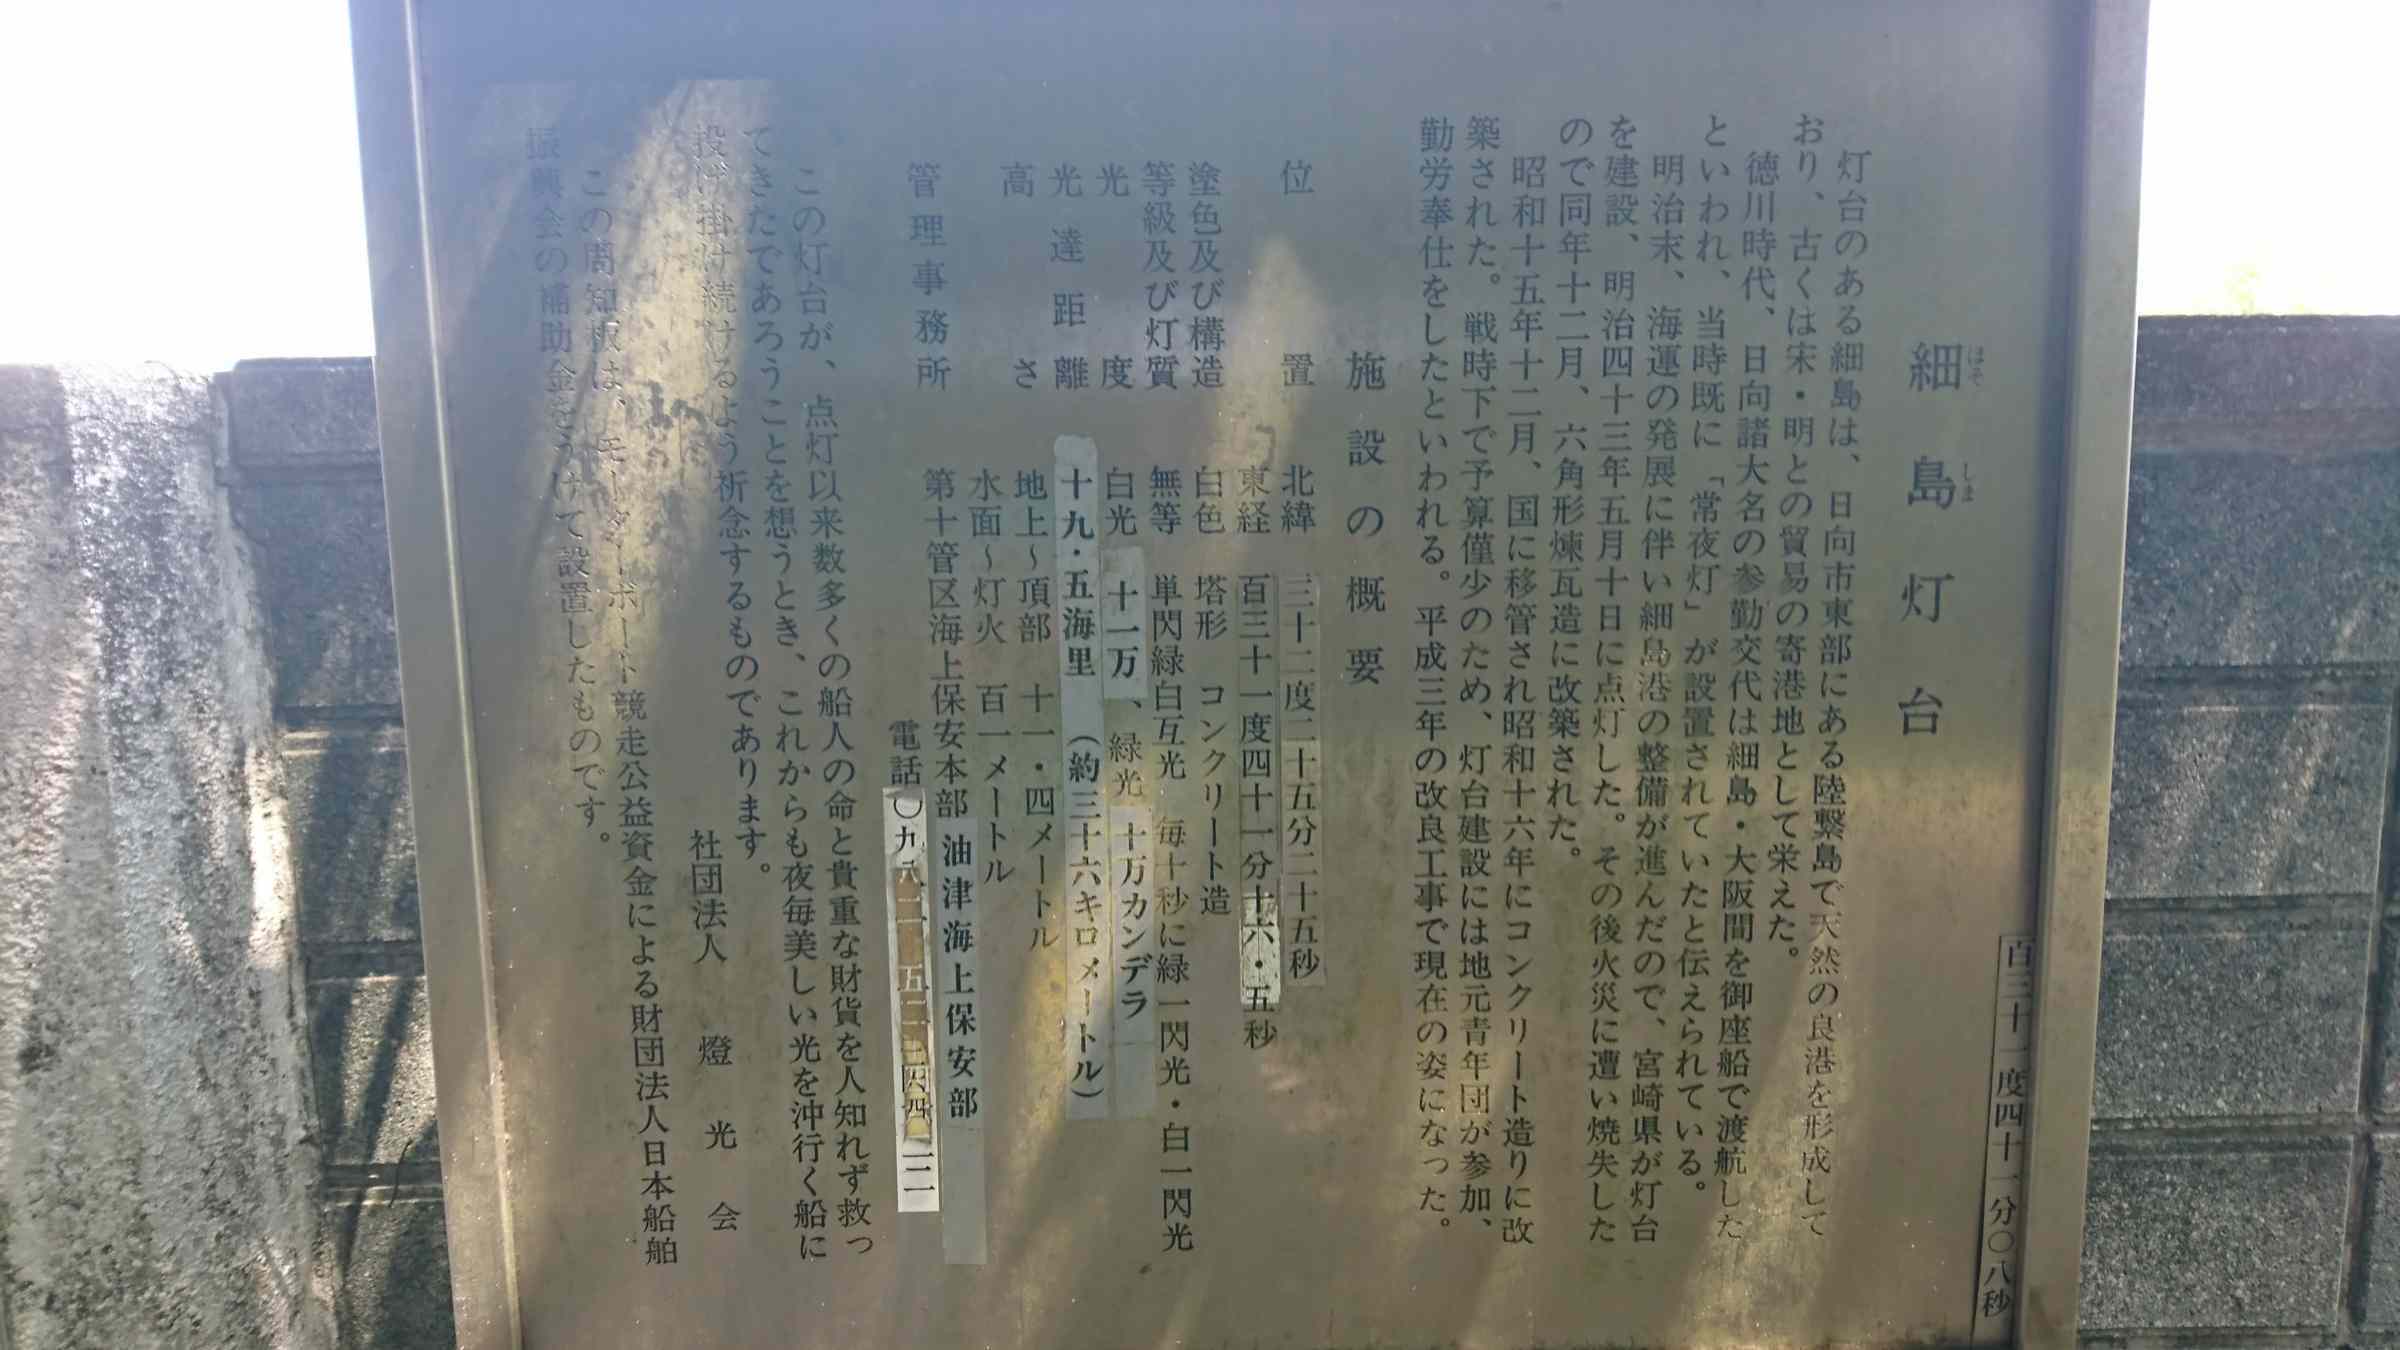 細島灯台
ほそ しま
灯台のある細島は、日向市東部にある陸繋島で天然の良港を形成して
おり、古くは宋・明との貿易の寄港地として栄えた。
徳川時代、日向諸大名の参勤交代は細島・大阪間を御座船で渡航した
といわれ、当時既に「常夜灯」が設置されていたと伝えられている。
明治末、海運の発展に伴い細島港の整備が進んだので、宮崎県が灯台
を建設、明治四十三年五月十日に点灯した。その後火災に遭い焼失した
ので同年十二月、六角形煉瓦造に改築された。
昭和十五年十二月、国に移管され昭和十六年にコンクリート造りに改
築された。戦時下で予算僅少のため、灯台建設には地元青年団が参加、
勤労奉仕をしたといわれる。平成三年の改良工事で現在の姿になった。
施設の概要
位置 北緯 三十二度二十五分二十五秒
東経 百三十一度四十一分十六・五秒
塗色及び構造 白色 塔形 コンクリート造
等級及び灯質 無等 単閃緑白互光 毎十秒に緑一閃光・白一閃光
光度 白光 十一万、緑光 十万カンデラ
光達距離 十九・五海里(約三十六キロメートル)
高さ 地上~頂部 十一・四メートル
水面~灯火 百一メートル
管理事務所 第十管区海上保安本部 油津海上保安部
電話〇九八
この灯台が、点灯以来数多くの船人の命と貴重な財貨を人知れず救っ
てきたであろうことを想うとき、これからも夜毎美しい光を沖行く船に
投げ掛け続けるよう祈念するものであります。
社団法人 燈光会
この周知板は、モーターボート競走公益資金による財団法人日本船舶
振興会の補助金をうけて設置したものです。
百三十一度四十一分〇八秒